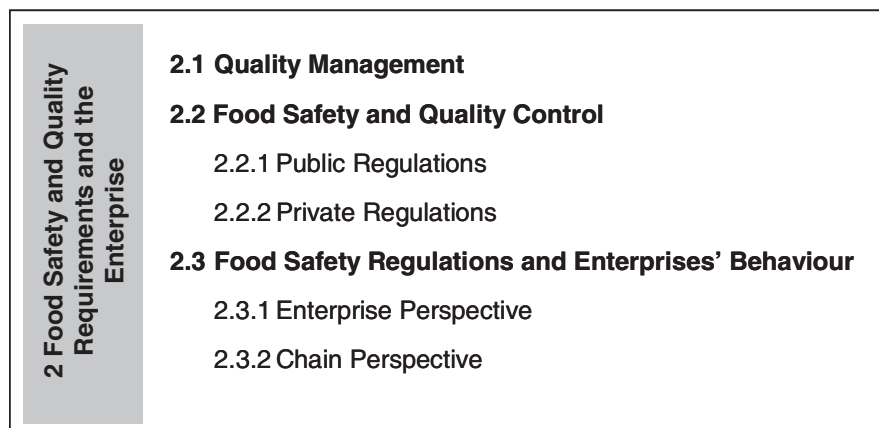 2 Food Safety and Quality
Requirements and the
Enterprise
2.1 Quality Management
2.2 Food Safety and Quality Control
2.2.1 Public Regulations
2.2.2 Private Regulations
2.3 Food Safety Regulations and Enterprises’ Behaviour
2.3.1 Enterprise Perspective
2.3.2 Chain Perspective